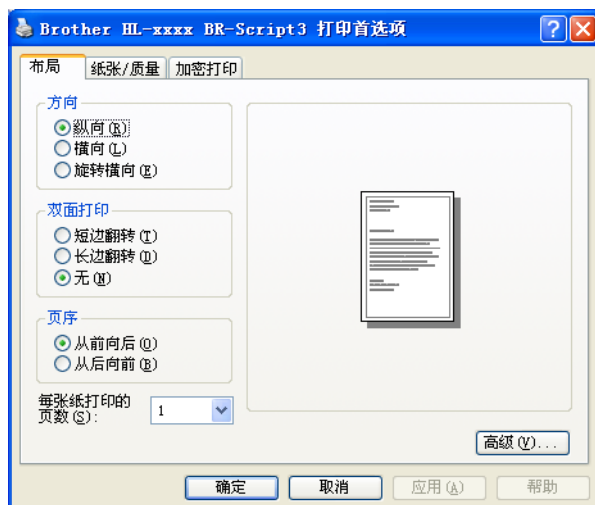 Brother HL-xxxx BR-Script3 打印首选项
布局
纸张/质量
加密打印
方向
纵向(R)
横向(L)
旋转横向(E)
双面打印
短边翻转(T)
长边翻转(D)
无(N)
页序
从前向后(O)
从后向前(B)
每张纸打印的
页数(S):
1
高级(V)...
确定
取消
应用(A)
帮助